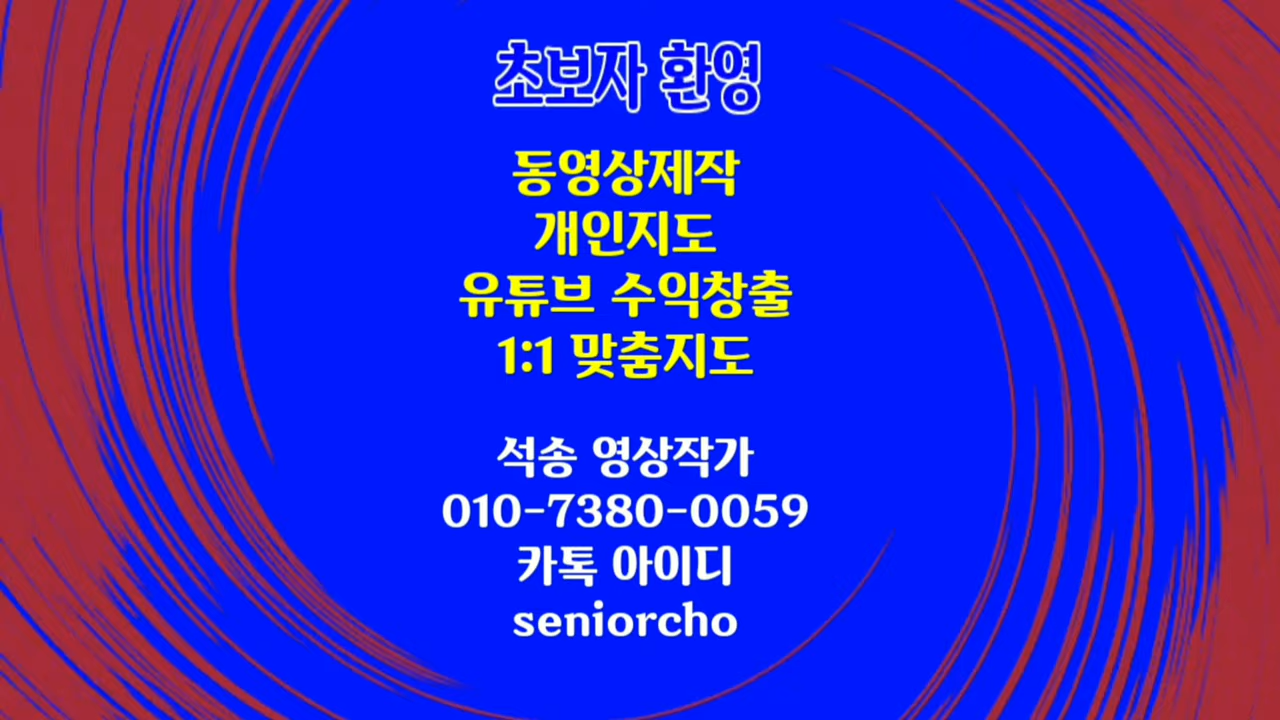 초보자 환영
동영상제작
개인지도
유튜브 수익창출
1:1 맞춤지도
석송 영상작가
010-7380-0059
카톡 아이디
seniorcho